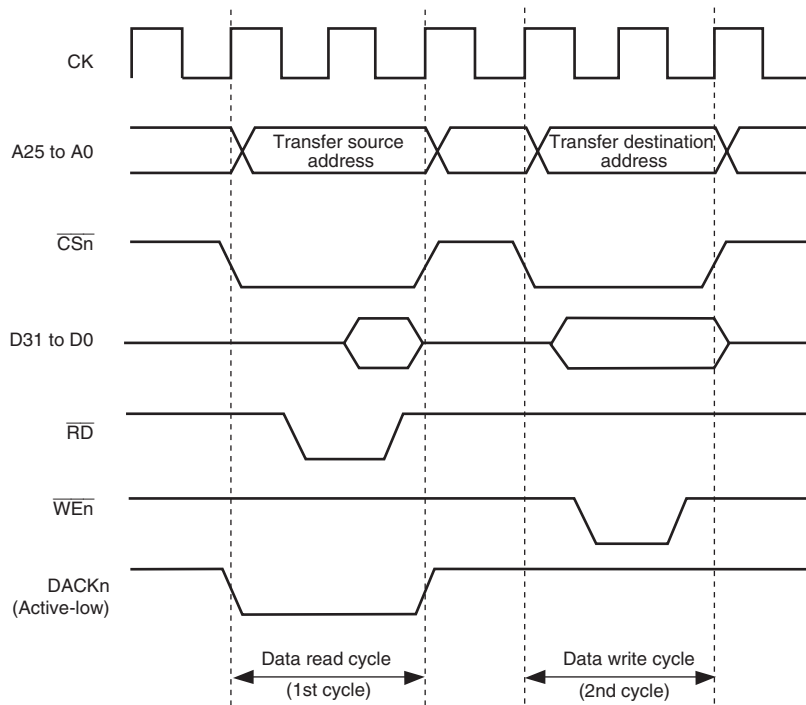 CK
A25 to A0
Transfer source
address
Transfer destination
address
CSn
D31 to D0
RD
WEn
DACKn
(Active-low)
Data read cycle
(1st cycle)
Data write cycle
(2nd cycle)